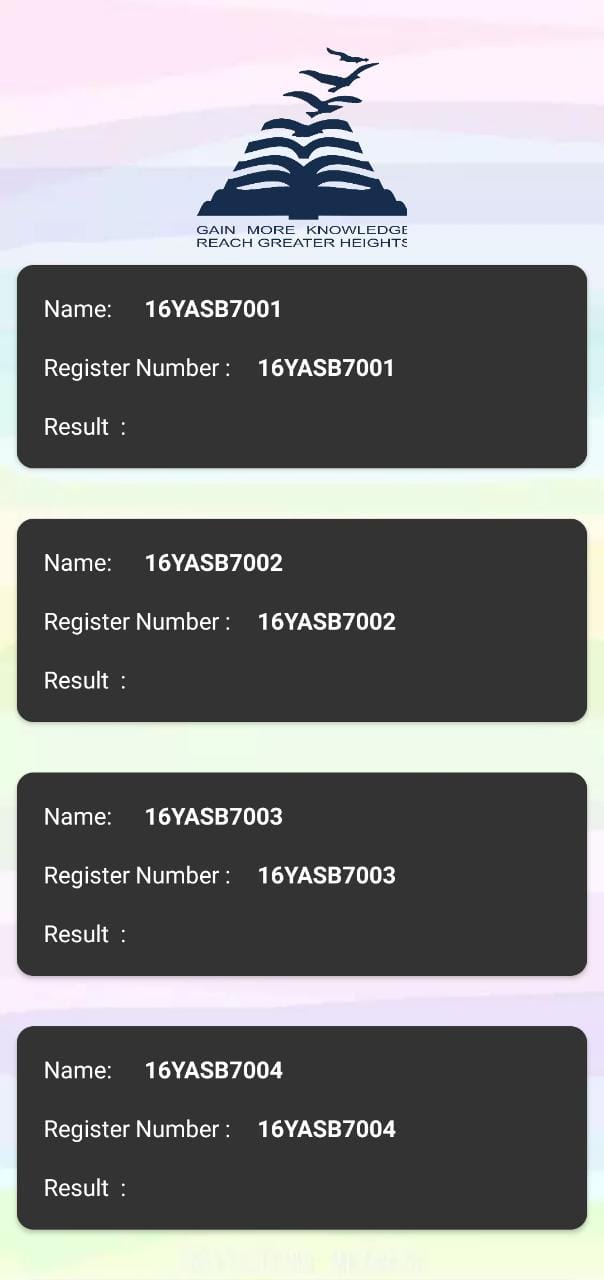 GAIN MORE KNOWLEDGE
REACH GREATER HEIGHTS
Name: 16YASB7001
Register Number : 16YASB7001
Result :
Name: 16YASB7002
Register Number : 16YASB7002
Result :
Name: 16YASB7003
Register Number : 16YASB7003
Result :
Name: 16YASB7004
Register Number : 16YASB7004
Result :